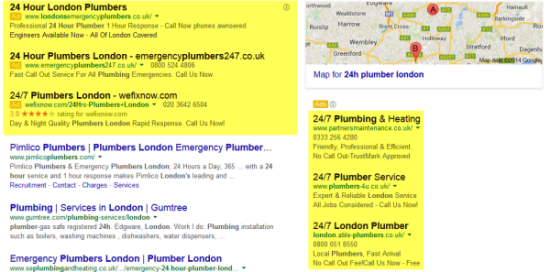 24 Hour London Plumbers
Ad www.londonsemergencyplumbers.co.uk/
Professional 24 Hour Plumber 1 Hour Response - Call Now phones awnsered
Engineers Available Now - All Of London Covered
24 Hour Plumbers London - emergencyplumbers247.co.uk
Ad www.emergencyplumbers247.co.uk/ 0800 524 4806
Fast Call Out Service For All Plumbing Emergencies. Call Us Now.
24/7 Plumbers London - wefixnow.com
Ad wefixnow.com/24Hrs-Plumbers+London 020 3642 6504
3.8 ★★★★ rating for wefixnow.com
Day & Night Quality Plumbers London Rapid Response. Call Us Now!
Pimlico Plumbers | Plumbers London Emergency Plumber...
www.pimlicoplumbers.com/
Pimlico Plumbers & Emergency Plumbers London; 24 Hours a Day, 365 ... with a 24
hour service and 1 hour response makes Pimlico London's leading and ...
Recruitment - Contact - Charges - Services
Plumbing | Services in London | Gumtree
www.gumtree.com/plumbing-services/london
plumber gas safe registered 24h. Edgware, London. Work I do: Plumbing installation
such as boilers, washing machines , dishwashers, water dispensers, ...
Emergency Plumbers London | Plumber London
www.seplumbingandheating.co.uk/.../emergency-24-hour-plumber-lond...
A
Wembley
Holloway
Stratford
London
Dagenham
Greenford
B
Map data ©2014 Google
Map for 24h plumber london
Ads
24/7 Plumbing & Heating
www.partnersmaintenance.co.uk/
0333 256 4280
Friendly, Professional & Efficient.
No Call Out-TrustMark Approved
24/7 Plumber Service
www.plumbers-4u.co.uk/
Expert & Reliable London Service
All Jobs Considered - Call Us Now!
24/7 London Plumber
london.able-plumbers.co.uk/
0808 051 8550
Local Plumbers, Fast Arrival
No Call Out Fee!Call Us Now - Free